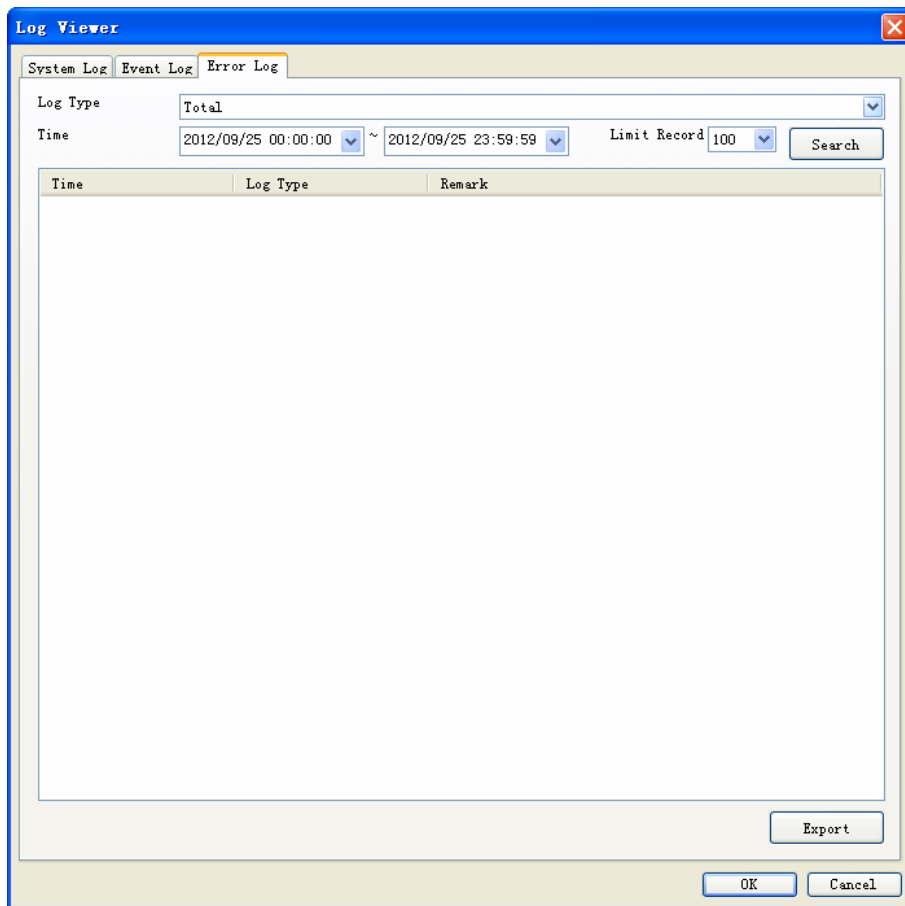 Log Viewer
System Log Event Log Error Log
Log Type Total
Time 2012/09/25 00:00:00 ~ 2012/09/25 23:59:59 Limit Record 100 Search
Time Log Type Remark
Export
OK Cancel